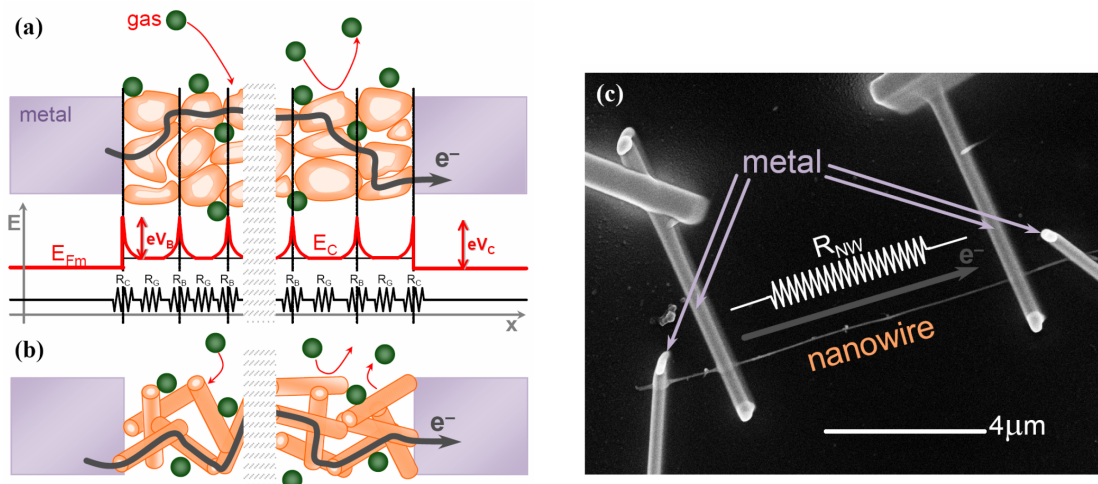 (a)
gas
metal
e⁻
E
eV_B
E_C
eV_C
E_Fm
R_C R_G R_B R_G R_B R_B R_G R_B R_C
x
(b)
e⁻
(c)
metal
R_NW
e⁻
nanowire
4μm